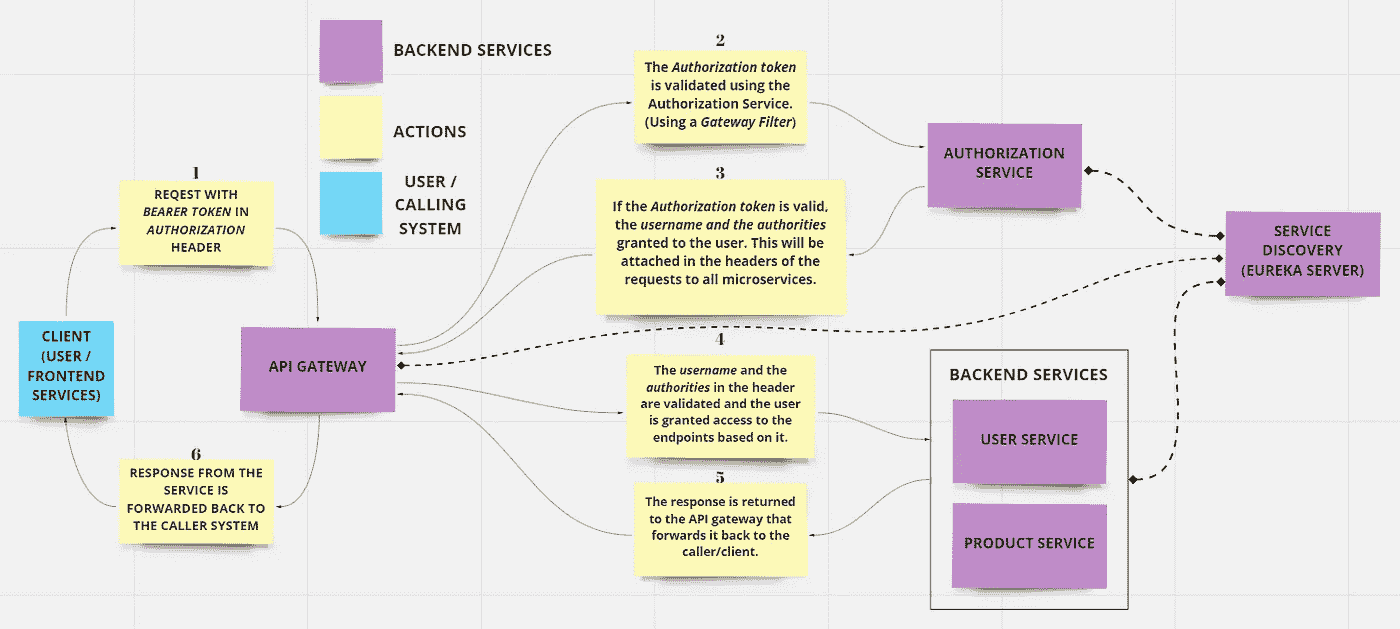 BACKEND SERVICES
ACTIONS
USER /
CALLING
SYSTEM
1
REQEST WITH
BEARER TOKEN IN
AUTHORIZATION
HEADER
CLIENT
(USER /
FRONTEND
SERVICES)
API GATEWAY
2
The Authorization token
is validated using the
Authorization Service.
(Using a Gateway Filter)
AUTHORIZATION
SERVICE
3
If the Authorization token is valid,
the username and the authorities
granted to the user. This will be
attached in the headers of the
requests to all microservices.
SERVICE
DISCOVERY
(EUREKA SERVER)
4
The username and the
authorities in the header
are validated and the user
is granted access to the
endpoints based on it.
BACKEND SERVICES
USER SERVICE
PRODUCT SERVICE
5
The response is returned
to the API gateway that
forwards it back to the
caller/client.
6
RESPONSE FROM THE
SERVICE IS
FORWARDED BACK TO
THE CALLER SYSTEM